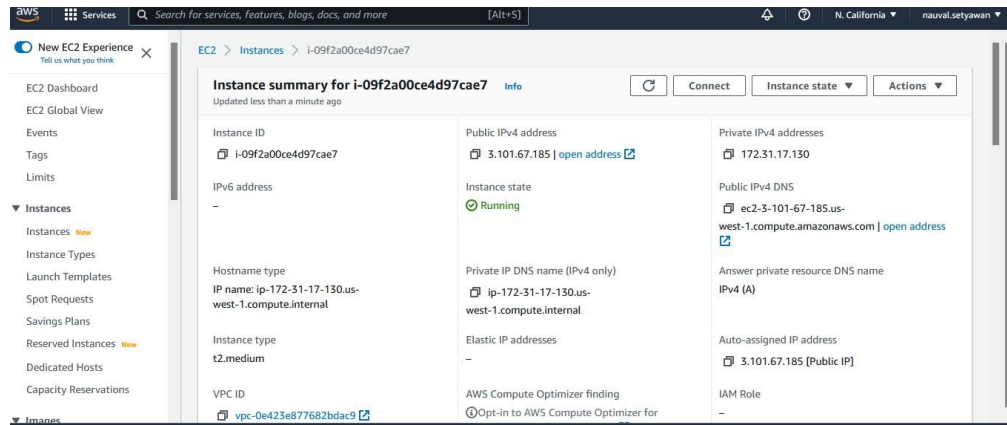 aws Services Search for services, features, blogs, docs, and more [Alt+S] N. California ▼ nauval.setyawan ▼
New EC2 Experience
Tell us what you think
EC2 Dashboard
EC2 Global View
Events
Tags
Limits
▼ Instances
Instances New
Instance Types
Launch Templates
Spot Requests
Savings Plans
Reserved Instances New
Dedicated Hosts
Capacity Reservations
▼ Images
EC2 > Instances > i-09f2a00ce4d97cae7
Instance summary for i-09f2a00ce4d97cae7 Info
Connect Instance state ▼ Actions ▼
Updated less than a minute ago
Instance ID
i-09f2a00ce4d97cae7
Public IPv4 address
3.101.67.185 | open address
Private IPv4 addresses
172.31.17.130
IPv6 address
–
Instance state
Running
Public IPv4 DNS
ec2-3-101-67-185.us-
west-1.compute.amazonaws.com | open address
Hostname type
IP name: ip-172-31-17-130.us-
west-1.compute.internal
Private IP DNS name (IPv4 only)
ip-172-31-17-130.us-
west-1.compute.internal
Answer private resource DNS name
IPv4 (A)
Instance type
t2.medium
Elastic IP addresses
–
Auto-assigned IP address
3.101.67.185 [Public IP]
VPC ID
vpc-0e423e877682bdac9
AWS Compute Optimizer finding
Opt-in to AWS Compute Optimizer for
IAM Role
–